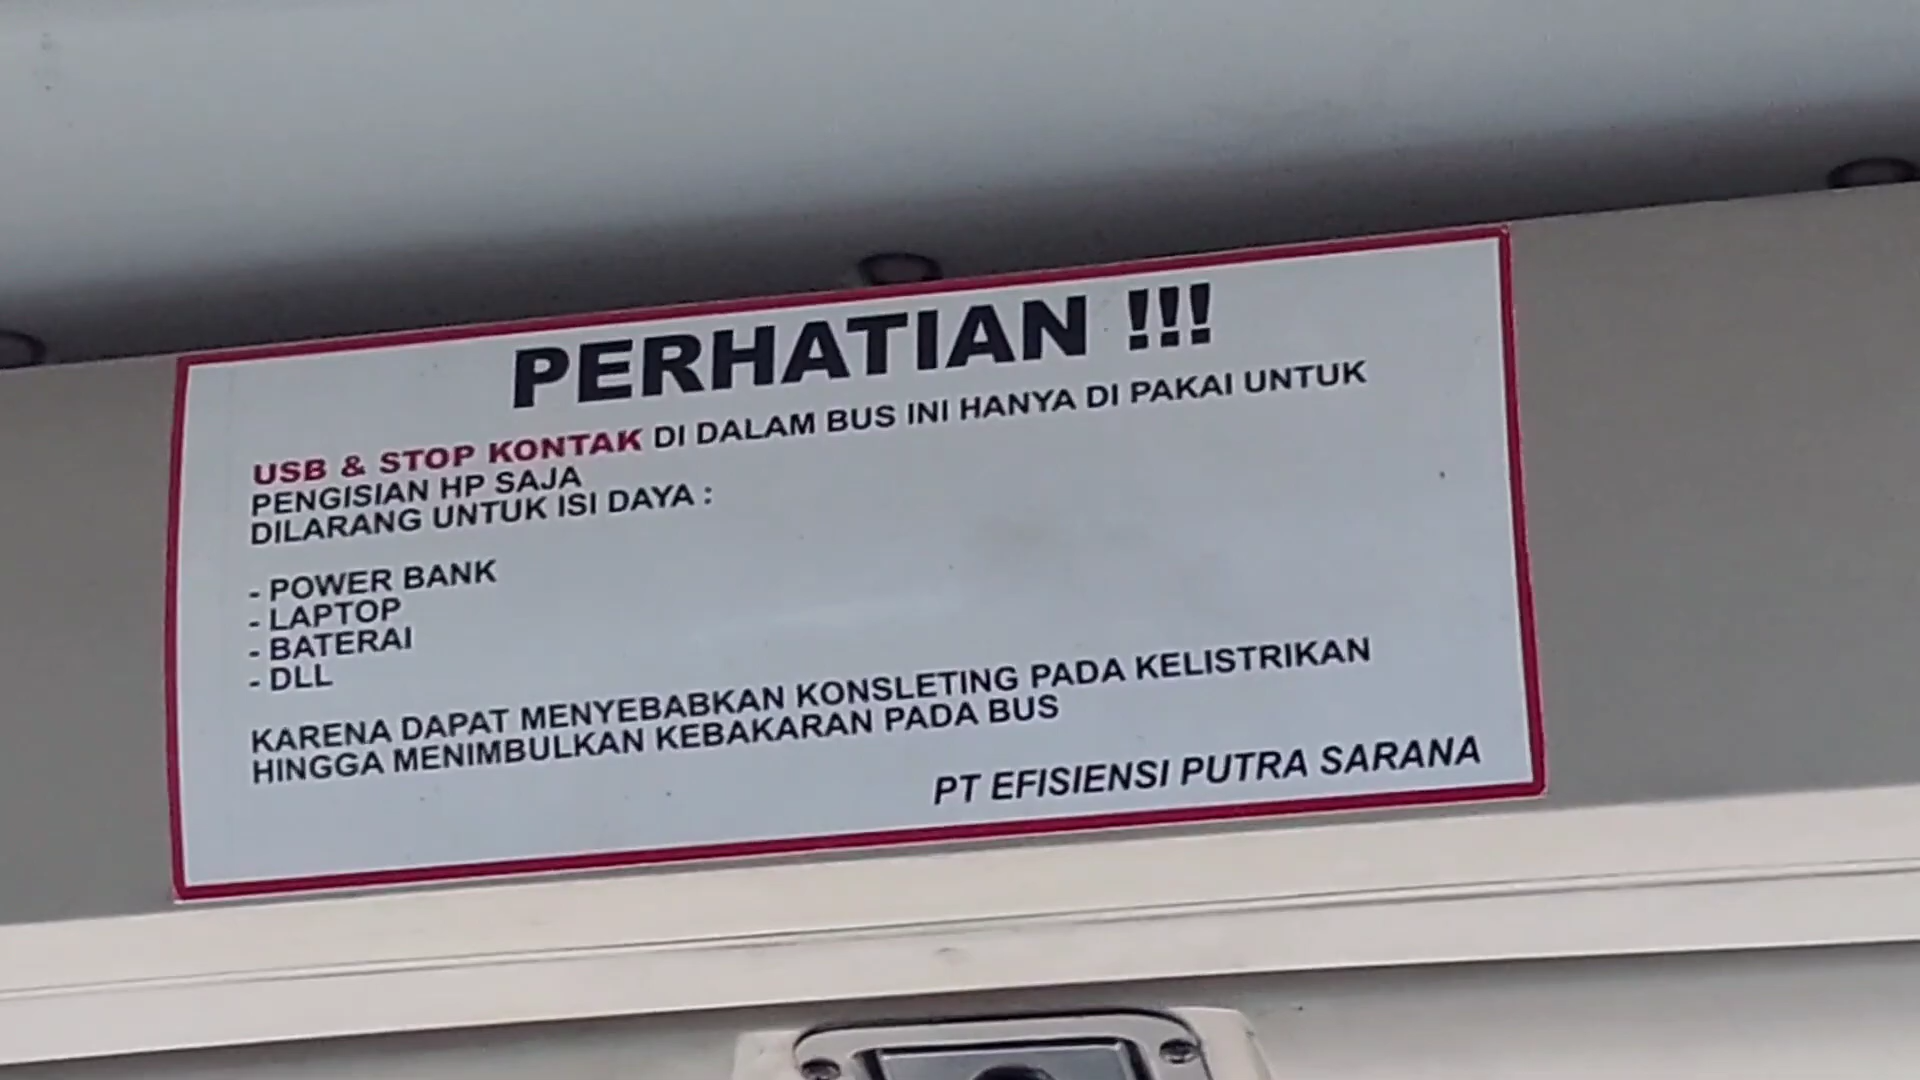 PERHATIAN !!!
USB & STOP KONTAK DI DALAM BUS INI HANYA DI PAKAI UNTUK
PENGISIAN HP SAJA
DILARANG UNTUK ISI DAYA :
- POWER BANK
- LAPTOP
- BATERAI
- DLL
KARENA DAPAT MENYEBABKAN KONSLETING PADA KELISTRIKAN
HINGGA MENIMBULKAN KEBAKARAN PADA BUS
PT EFISIENSI PUTRA SARANA